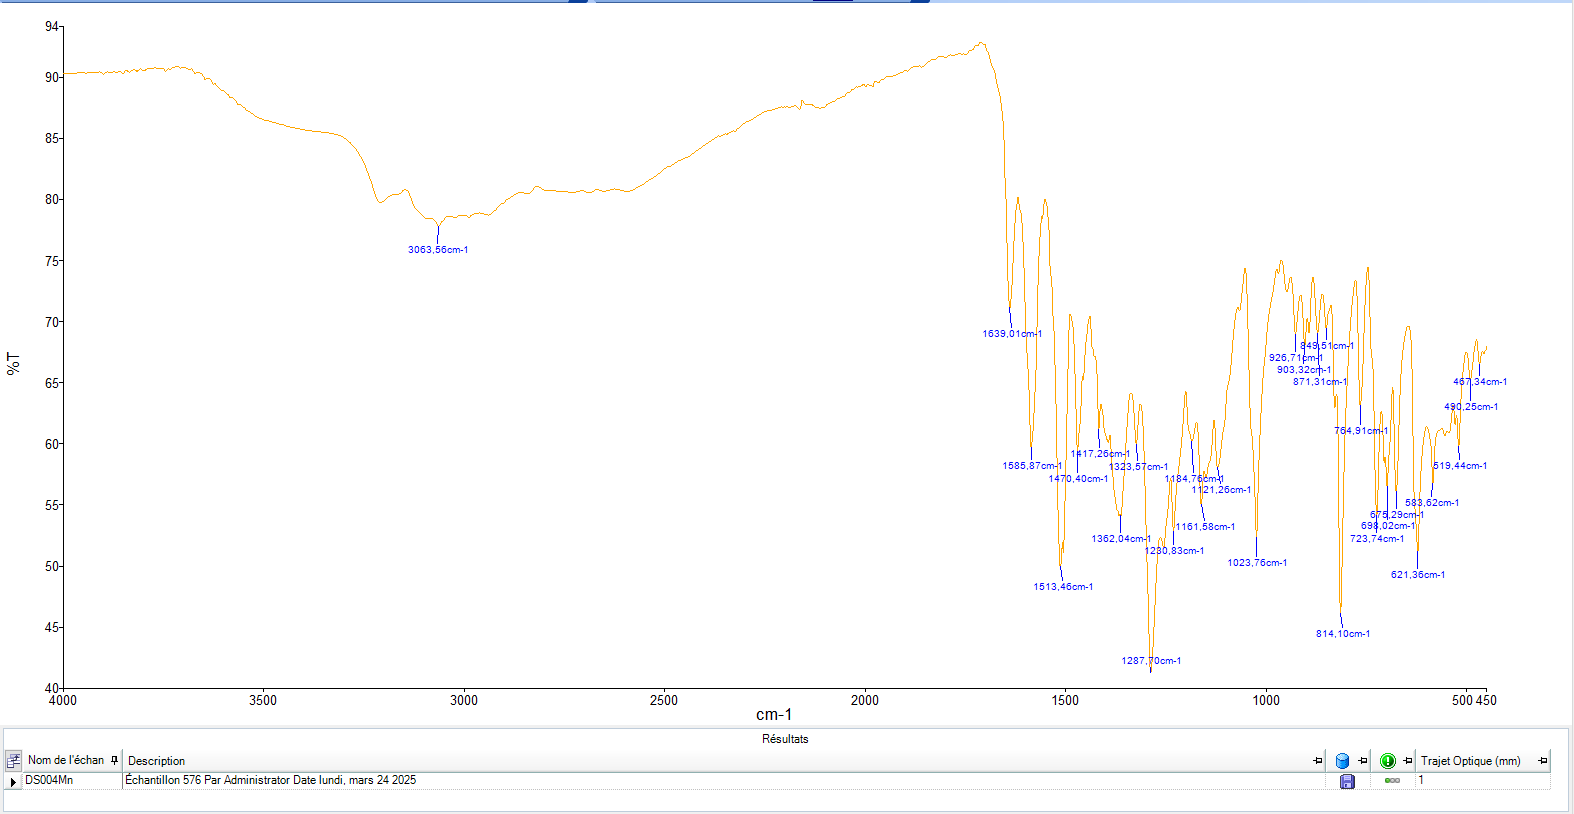 94
90
85
80
75
70
65
60
55
50
45
40
%T
4000
3500
3000
2500
2000
1500
1000
500 450
cm-1
3063,56cm-1
1639,01cm-1
1585,87cm-1
1513,46cm-1
1470,40cm-1
1417,26cm-1
1362,04cm-1
1323,57cm-1
1287,70cm-1
1230,83cm-1
1184,76cm-1
1161,58cm-1
1121,26cm-1
1023,76cm-1
926,71cm-1
903,32cm-1
871,31cm-1
849,51cm-1
814,10cm-1
764,91cm-1
723,74cm-1
698,02cm-1
675,29cm-1
621,36cm-1
583,62cm-1
519,44cm-1
490,25cm-1
467,34cm-1
Résultats
Nom de l'échan Description Trajet Optique (mm)
DS004Mn Échantillon 576 Par Administrator Date lundi, mars 24 2025 1